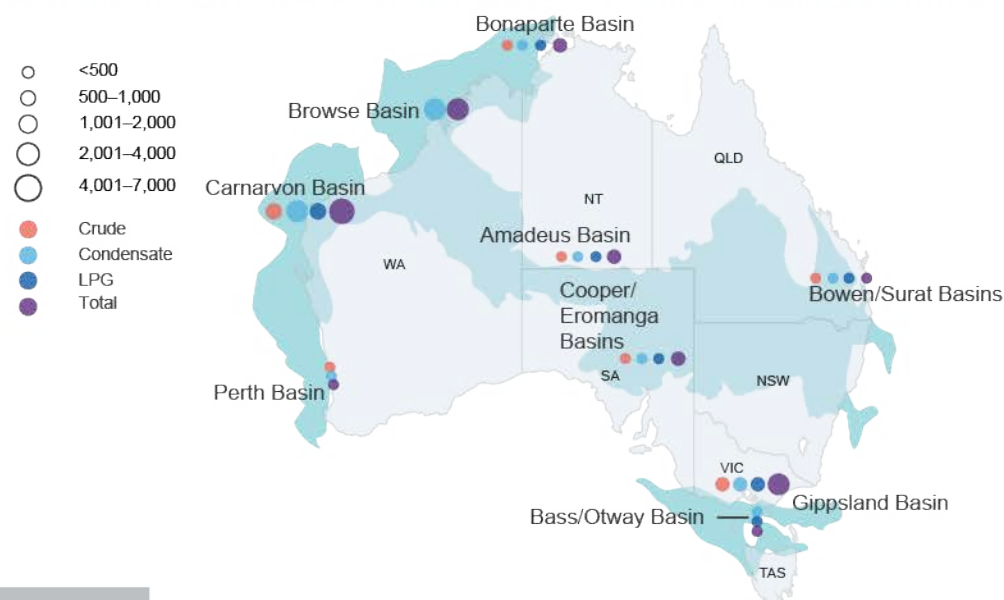 Bonaparte Basin
<500
500–1,000
1,001–2,000
2,001–4,000
4,001–7,000
Crude
Condensate
LPG
Total
Browse Basin
Carnarvon Basin
QLD
NT
WA
Amadeus Basin
Cooper/
Eromanga
Basins
Bowen/Surat Basins
SA
NSW
Perth Basin
VIC
Gippsland Basin
Bass/Otway Basin
TAS